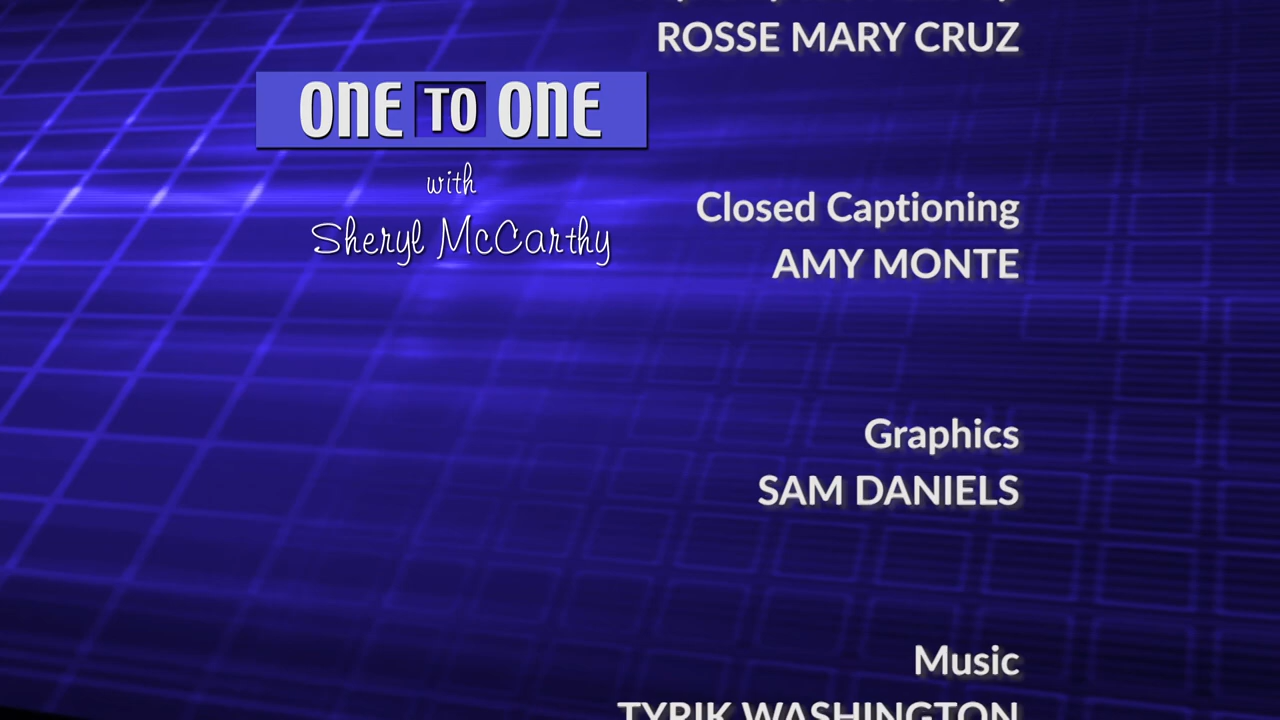 ROSSE MARY CRUZ
ONE TO ONE
with
Sheryl McCarthy
Closed Captioning
AMY MONTE
Graphics
SAM DANIELS
Music
TYRIK WASHINGTON